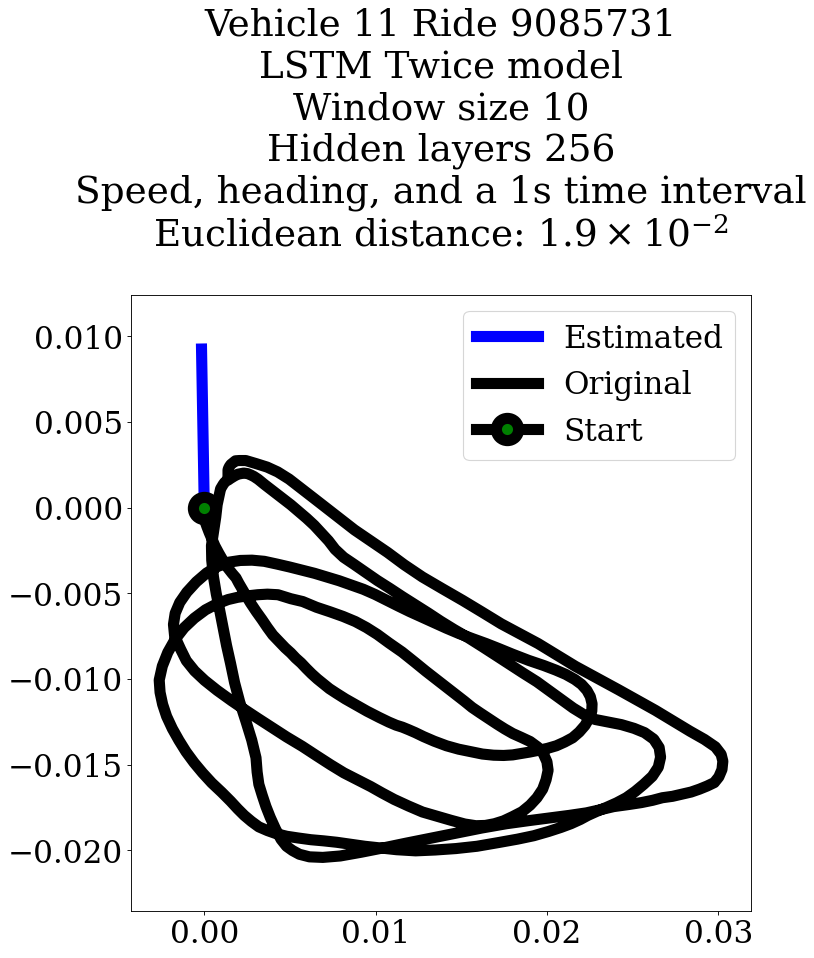 Vehicle 11 Ride 9085731
LSTM Twice model
Window size 10
Hidden layers 256
Speed, heading, and a 1s time interval
Euclidean distance: 1.9 × 10⁻²
Estimated
Original
Start
0.010
0.005
0.000
−0.005
−0.010
−0.015
−0.020
0.00 0.01 0.02 0.03